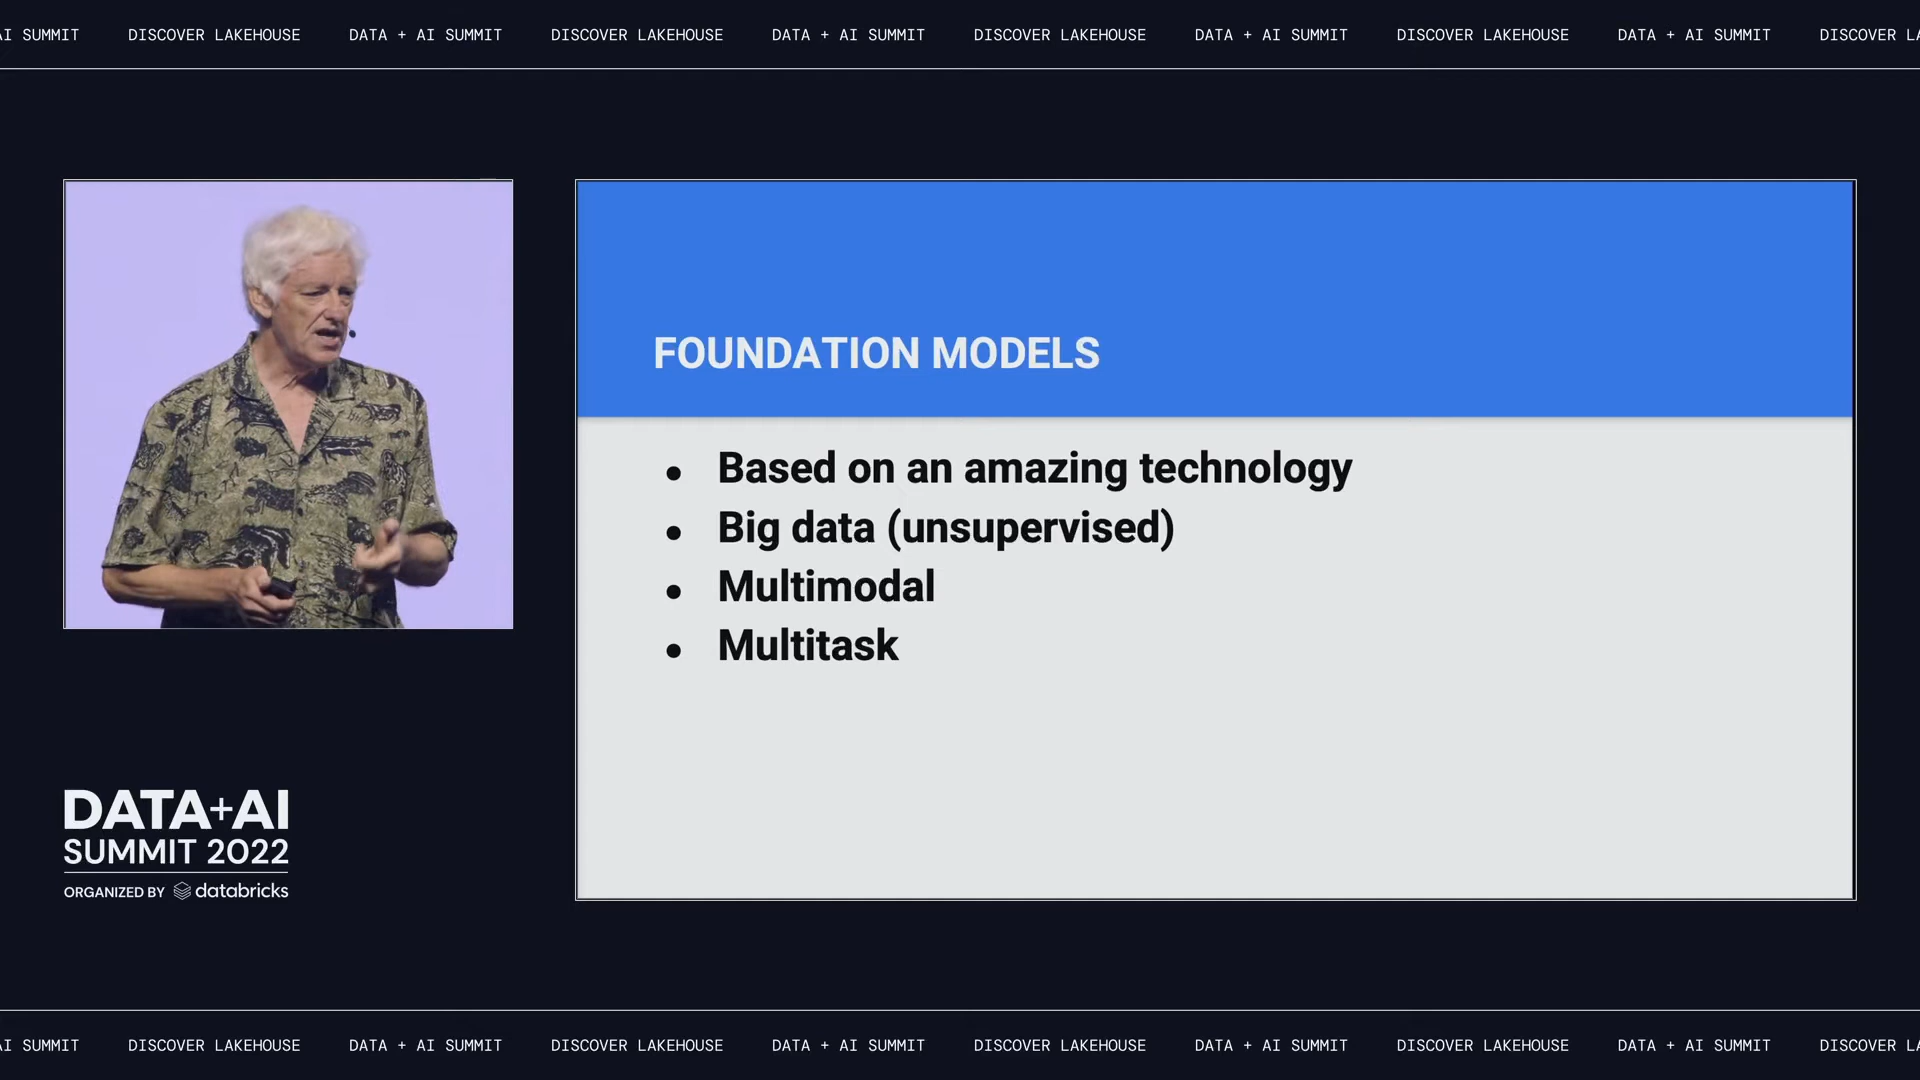 AI SUMMIT DISCOVER LAKEHOUSE DATA + AI SUMMIT DISCOVER LAKEHOUSE DATA + AI SUMMIT DISCOVER LAKEHOUSE DATA + AI SUMMIT DISCOVER LAKEHOUSE DATA + AI SUMMIT DISCOVER LA
FOUNDATION MODELS
● Based on an amazing technology
● Big data (unsupervised)
● Multimodal
● Multitask
DATA+AI
SUMMIT 2022
ORGANIZED BY databricks
AI SUMMIT DISCOVER LAKEHOUSE DATA + AI SUMMIT DISCOVER LAKEHOUSE DATA + AI SUMMIT DISCOVER LAKEHOUSE DATA + AI SUMMIT DISCOVER LAKEHOUSE DATA + AI SUMMIT DISCOVER LA